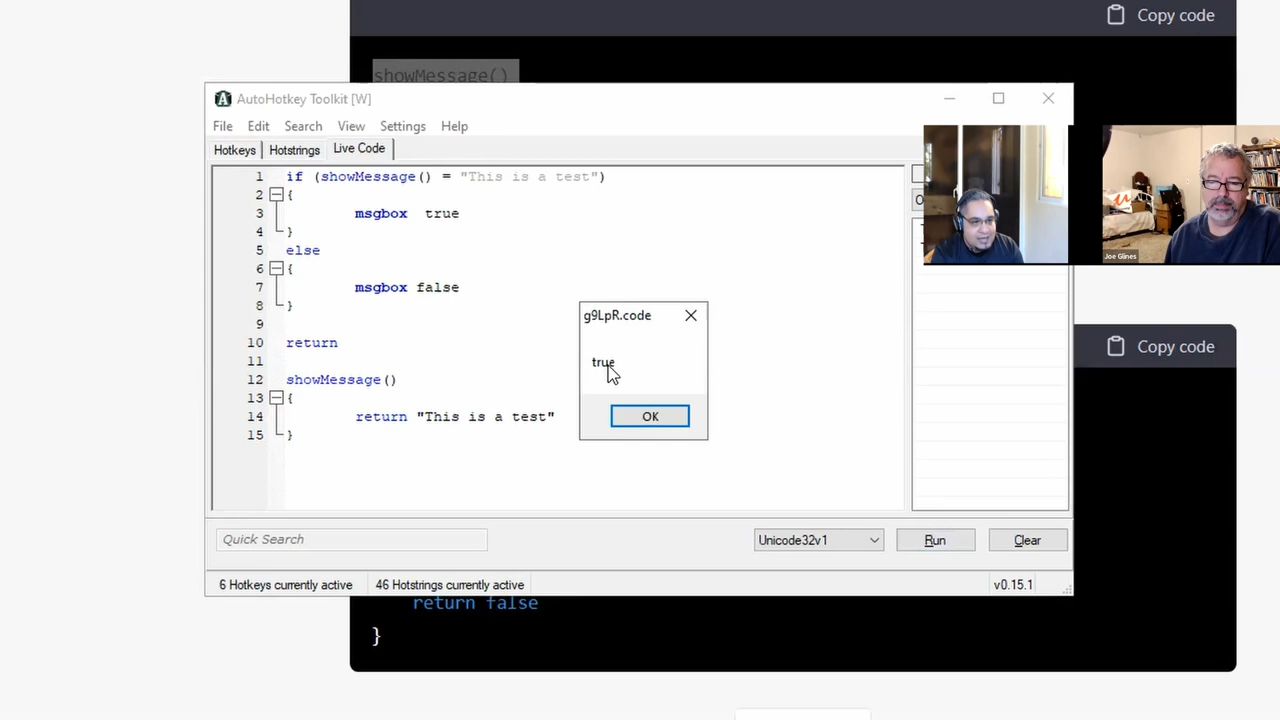 Copy code
showMessage()
AutoHotkey Toolkit [W]
File Edit Search View Settings Help
Hotkeys Hotstrings Live Code
1 if (showMessage() = "This is a test")
2 {
3 msgbox true
4 }
5 else
6 {
7 msgbox false
8 }
9
10 return
11
12 showMessage()
13 {
14 return "This is a test"
15 }
Joe Glines
g9LpR.code
true
OK
Copy code
Quick Search
Unicode32v1
Run
Clear
6 Hotkeys currently active
46 Hotstrings currently active
v0.15.1
return false
}